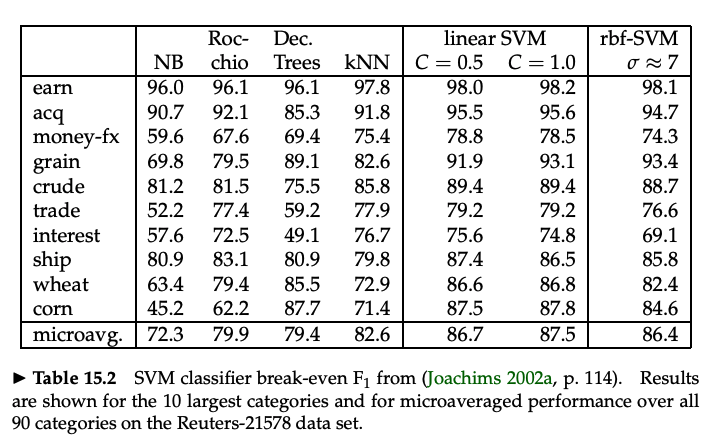 Roc- Dec. linear SVM rbf-SVM
NB chio Trees kNN C = 0.5 C = 1.0 σ ≈ 7
earn 96.0 96.1 96.1 97.8 98.0 98.2 98.1
acq 90.7 92.1 85.3 91.8 95.5 95.6 94.7
money-fx 59.6 67.6 69.4 75.4 78.8 78.5 74.3
grain 69.8 79.5 89.1 82.6 91.9 93.1 93.4
crude 81.2 81.5 75.5 85.8 89.4 89.4 88.7
trade 52.2 77.4 59.2 77.9 79.2 79.2 76.6
interest 57.6 72.5 49.1 76.7 75.6 74.8 69.1
ship 80.9 83.1 80.9 79.8 87.4 86.5 85.8
wheat 63.4 79.4 85.5 72.9 86.6 86.8 82.4
corn 45.2 62.2 87.7 71.4 87.5 87.8 84.6
microavg. 72.3 79.9 79.4 82.6 86.7 87.5 86.4
► Table 15.2 SVM classifier break-even F₁ from (Joachims 2002a, p. 114). Results
are shown for the 10 largest categories and for microaveraged performance over all
90 categories on the Reuters-21578 data set.